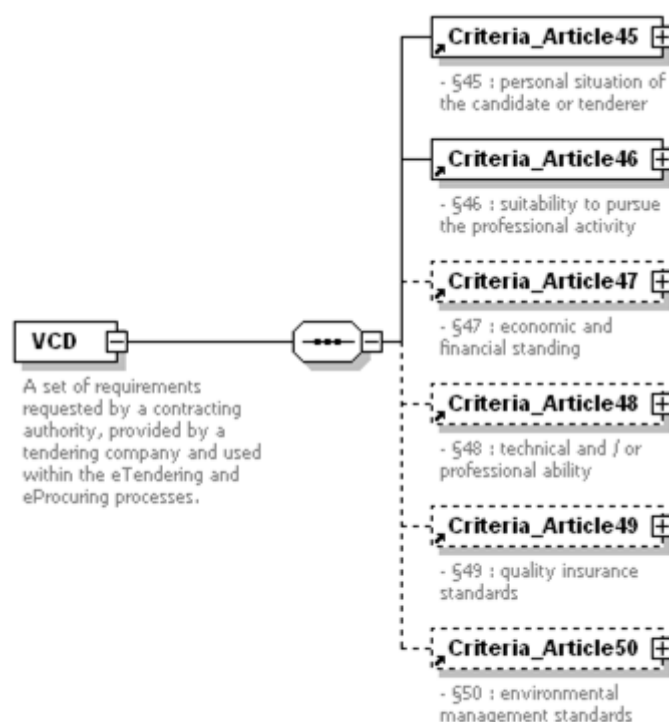 Criteria_Article45
- §45 : personal situation of
the candidate or tenderer
Criteria_Article46
- §46 : suitability to pursue
the professional activity
Criteria_Article47
- §47 : economic and
financial standing
VCD
A set of requirements
requested by a contracting
authority, provided by a
tendering company and used
within the eTendering and
eProcuring processes.
Criteria_Article48
- §48 : technical and / or
professional ability
Criteria_Article49
- §49 : quality insurance
standards
Criteria_Article50
- §50 : environmental
management standards